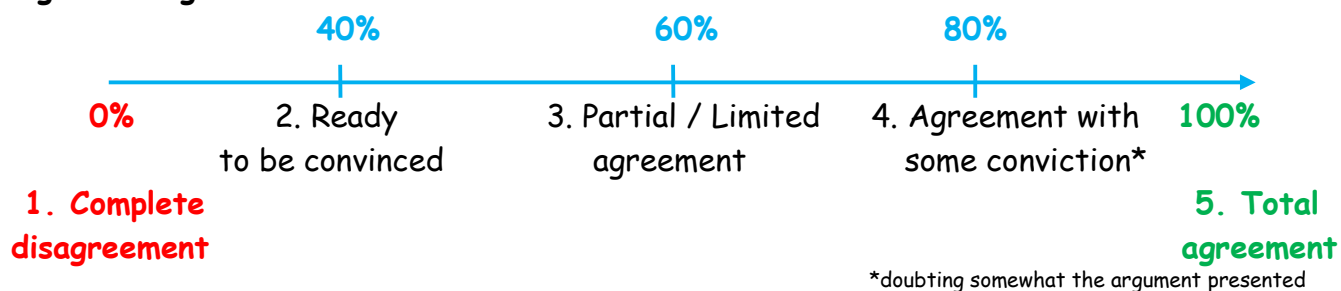 40% 60% 80%
0% 2. Ready 3. Partial / Limited 4. Agreement with 100%
to be convinced agreement some conviction*
1. Complete 5. Total
disagreement agreement
*doubting somewhat the argument presented